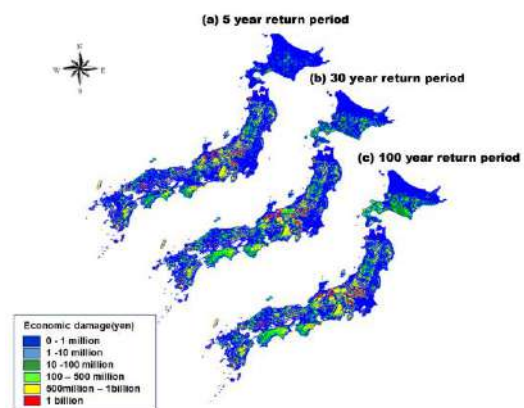 (a) 5 year return period
N
W E
S
(b) 30 year return period
(c) 100 year return period
Economic damage(yen)
0 - 1 million
1 -10 million
10 -100 million
100 – 500 million
500million – 1billion
1 billion